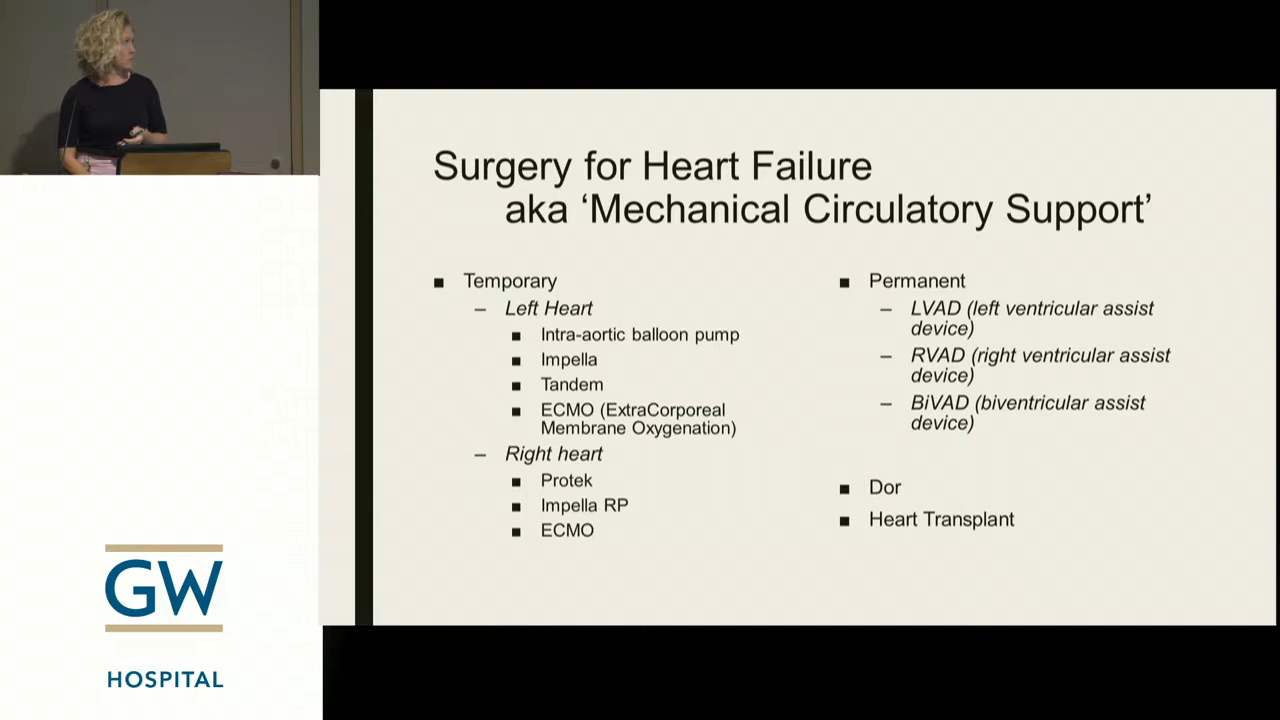 Surgery for Heart Failure
aka ‘Mechanical Circulatory Support’
■ Temporary
– Left Heart
■ Intra-aortic balloon pump
■ Impella
■ Tandem
■ ECMO (ExtraCorporeal
Membrane Oxygenation)
– Right heart
■ Protek
■ Impella RP
■ ECMO
■ Permanent
– LVAD (left ventricular assist
device)
– RVAD (right ventricular assist
device)
– BiVAD (biventricular assist
device)
■ Dor
■ Heart Transplant
GW
HOSPITAL